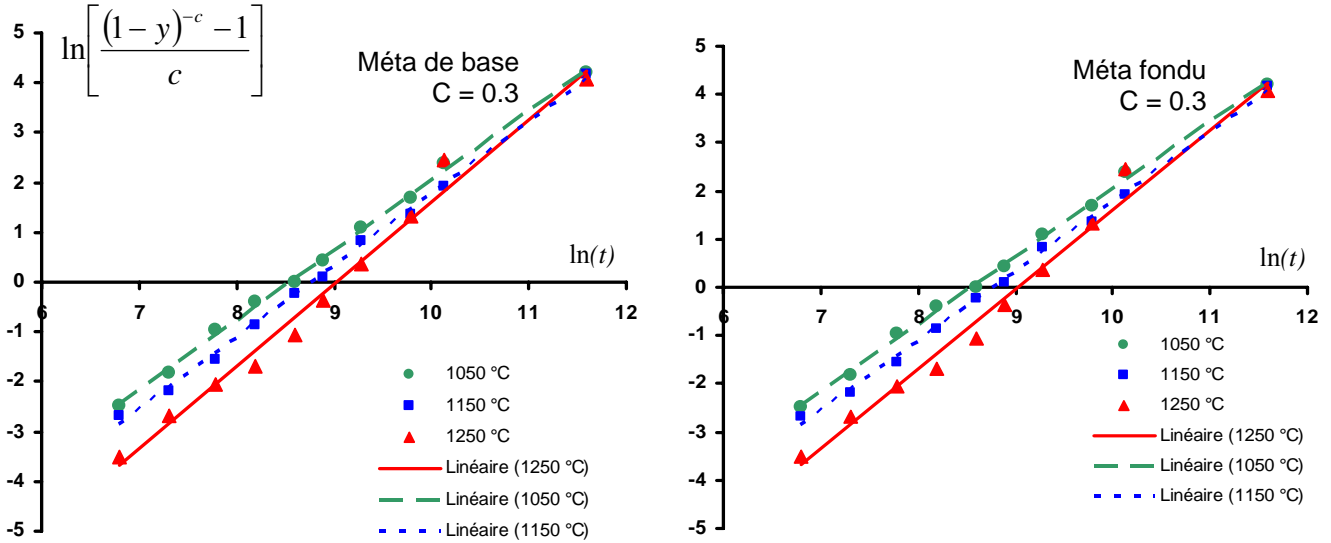 ln[((1 − y)^{−c} − 1)/c]
Méta de base
C = 0.3
ln(t)
5
4
3
2
1
0
-1
-2
-3
-4
-5
6 7 8 9 10 11 12
1050 °C
1150 °C
1250 °C
Linéaire (1250 °C)
Linéaire (1050 °C)
Linéaire (1150 °C)
Méta fondu
C = 0.3
ln(t)
5
4
3
2
1
0
-1
-2
-3
-4
-5
6 7 8 9 10 11 12
1050 °C
1150 °C
1250 °C
Linéaire (1250 °C)
Linéaire (1050 °C)
Linéaire (1150 °C)